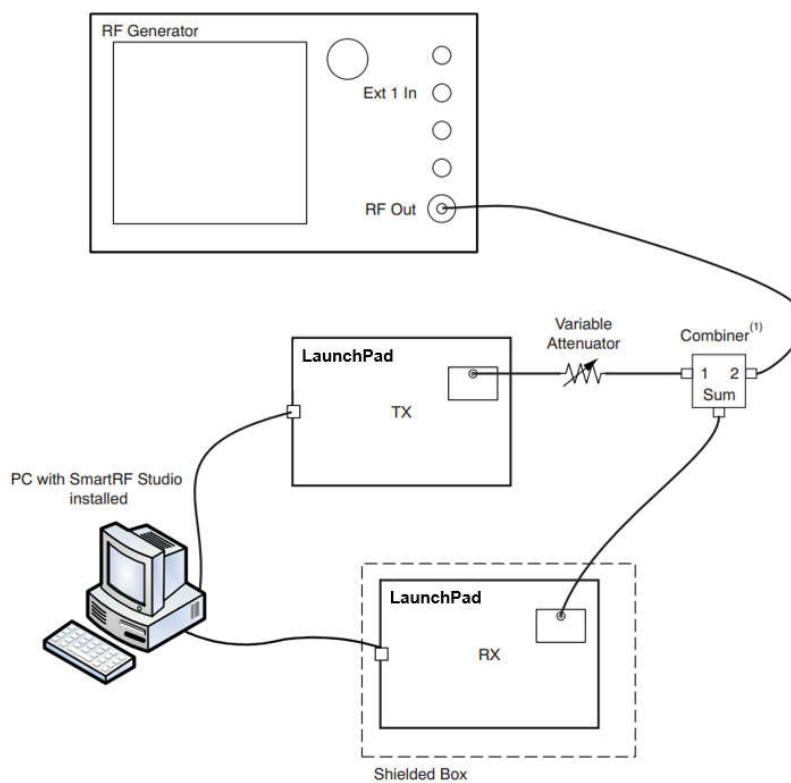 RF Generator
Ext 1 In
RF Out
Variable
Attenuator
Combiner(1)
1 2
Sum
LaunchPad
TX
PC with SmartRF Studio
installed
LaunchPad
RX
Shielded Box